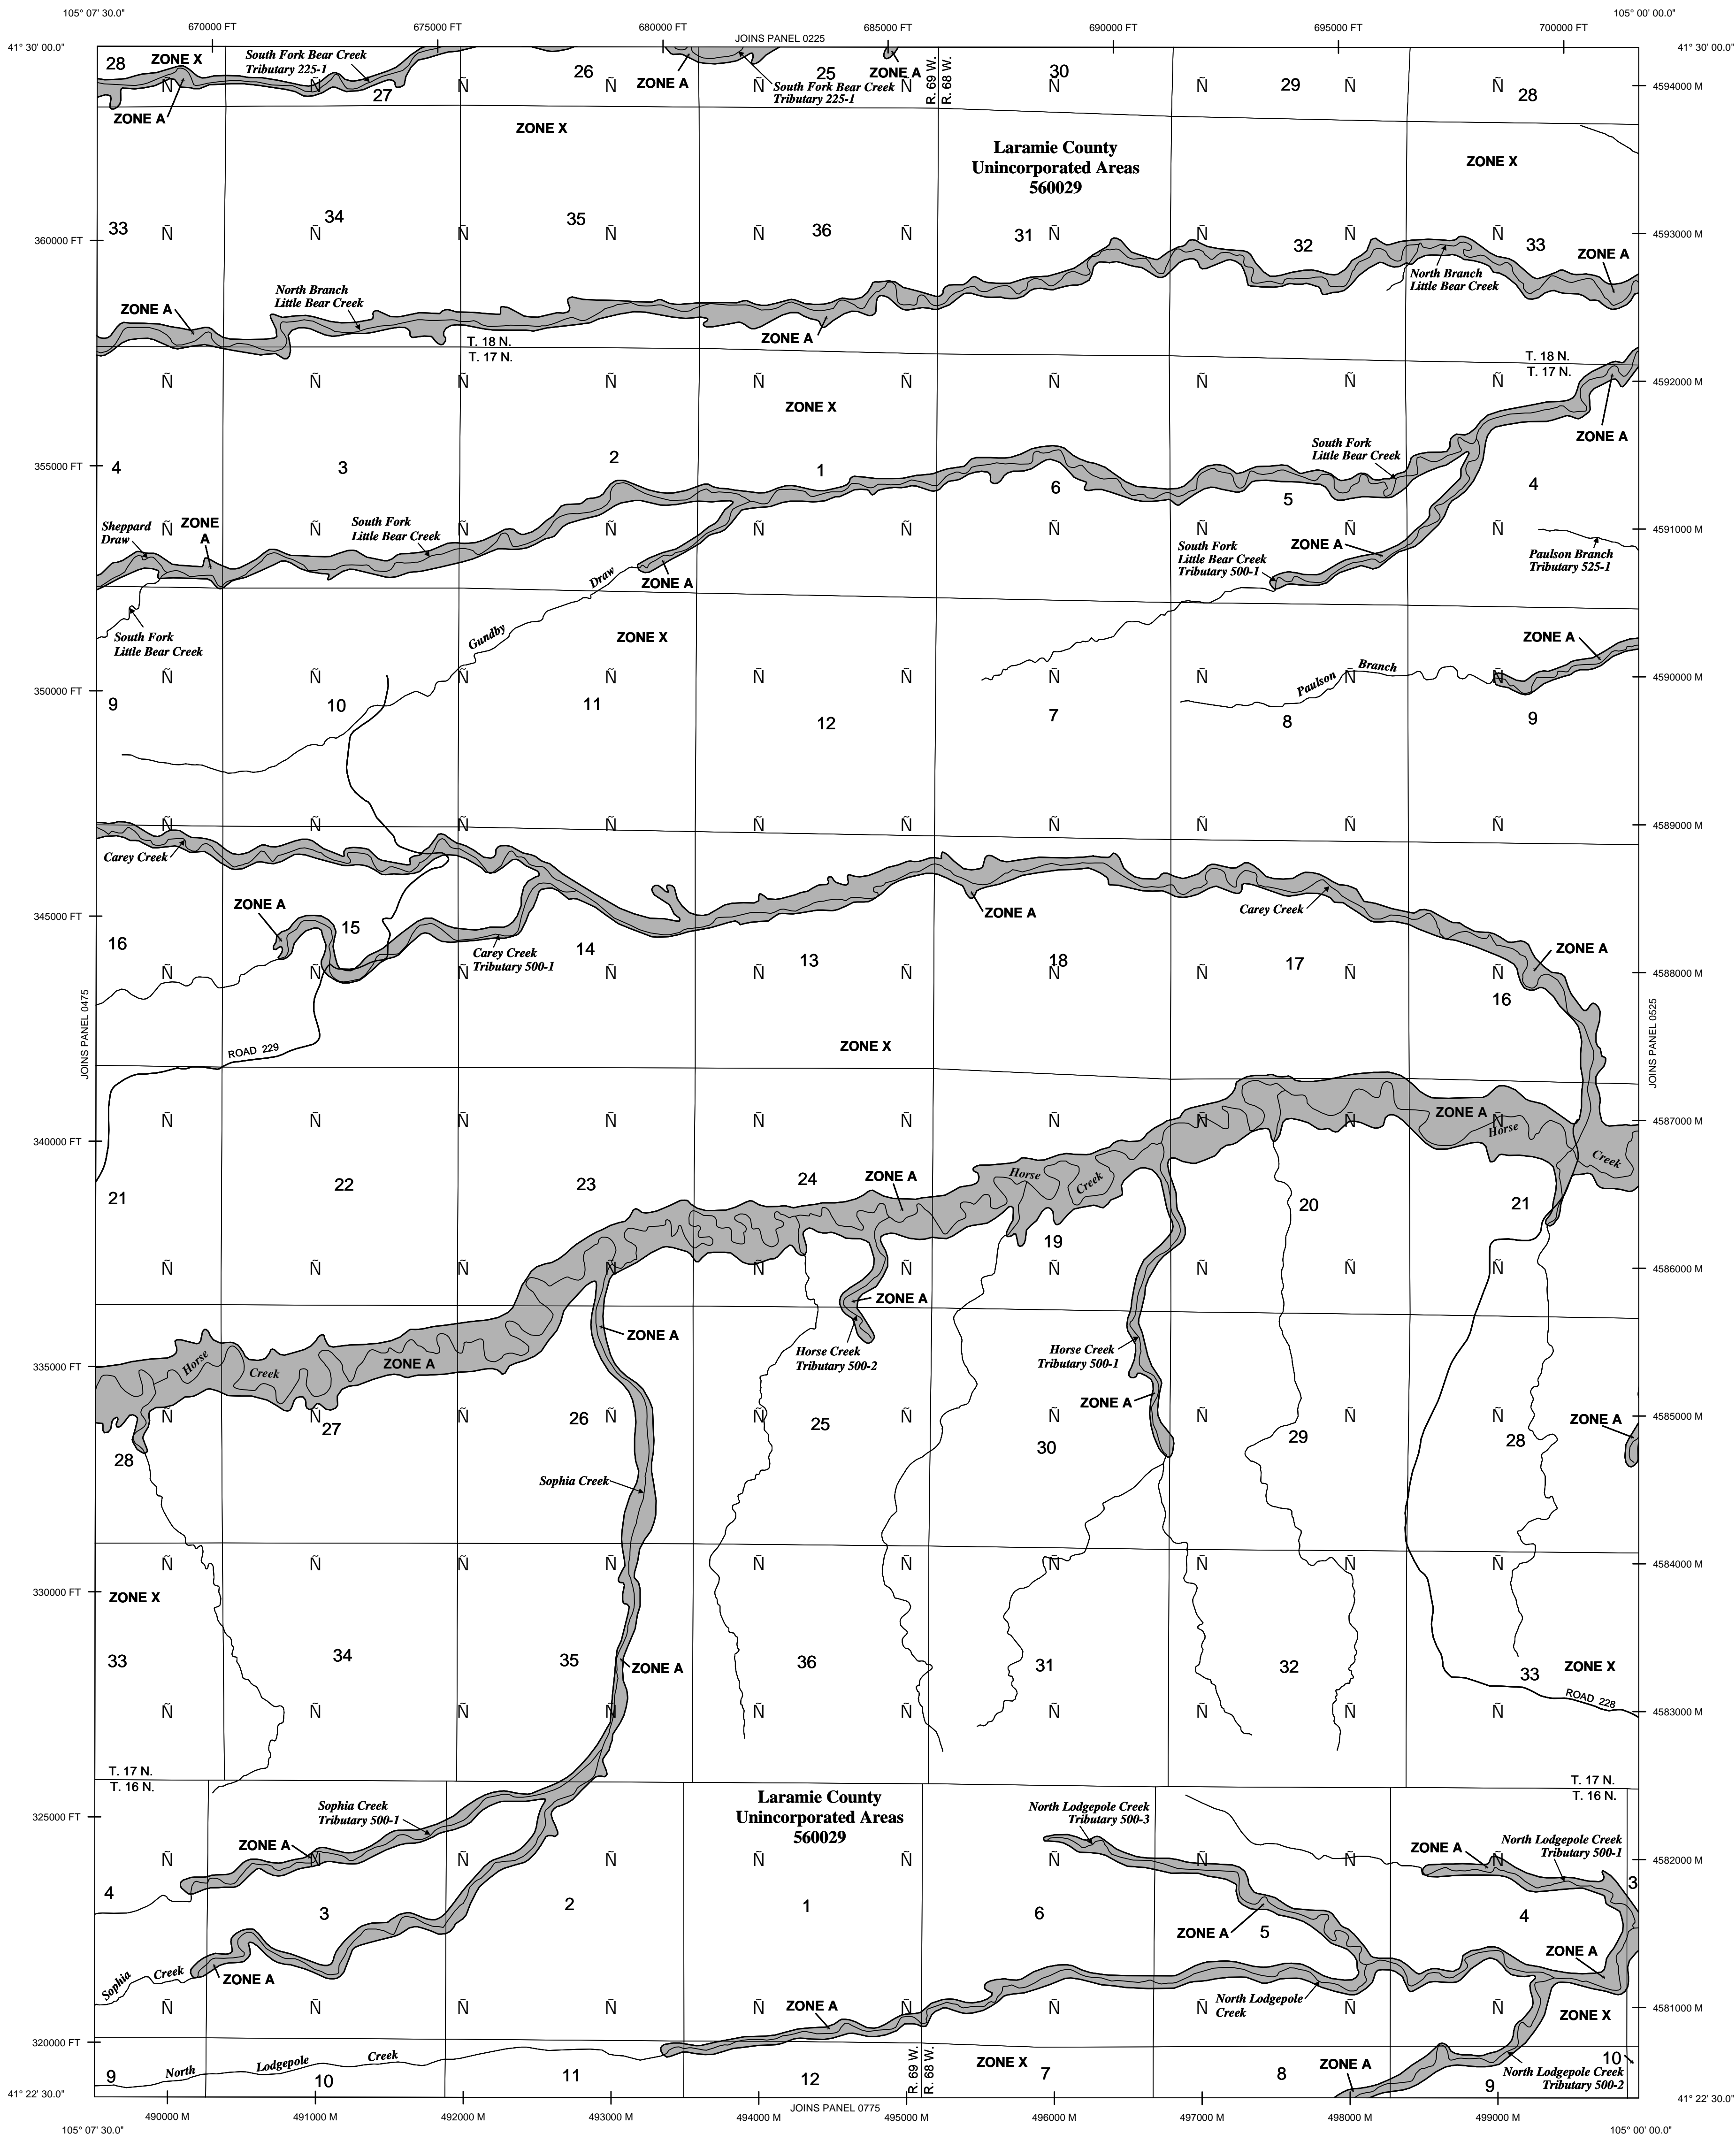 105° 07' 30.0"
105° 00' 00.0"
670000 FT
675000 FT
680000 FT
685000 FT
690000 FT
695000 FT
700000 FT
JOINS PANEL 0225
41° 30' 00.0"
41° 30' 00.0"
28
ZONE X
South Fork Bear Creek
Tributary 225-1
27
26
ZONE A
25
ZONE A
South Fork Bear Creek
Tributary 225-1
R. 69 W.
R. 68 W.
30
29
28
Ñ Ñ Ñ Ñ Ñ Ñ Ñ Ñ Ñ Ñ
4594000 M
ZONE A
ZONE X
Laramie County
Unincorporated Areas
560029
ZONE X
33
34
35
36
31
32
33
360000 FT
Ñ Ñ Ñ Ñ Ñ Ñ Ñ Ñ Ñ Ñ
4593000 M
ZONE A
North Branch
Little Bear Creek
ZONE A
North Branch
Little Bear Creek
ZONE A
T. 18 N.
T. 17 N.
T. 18 N.
T. 17 N.
Ñ Ñ Ñ Ñ Ñ Ñ Ñ Ñ Ñ Ñ
4592000 M
ZONE X
ZONE A
355000 FT
4
3
2
1
6
5
4
South Fork
Little Bear Creek
Sheppard
Draw
ZONE
A
South Fork
Little Bear Creek
Ñ Ñ Ñ Ñ Ñ Ñ Ñ Ñ Ñ Ñ
4591000 M
South Fork
Little Bear Creek
Tributary 500-1
ZONE A
Paulson Branch
Tributary 525-1
ZONE A
Gundby
Draw
South Fork
Little Bear Creek
ZONE X
ZONE A
Paulson
Branch
350000 FT
Ñ Ñ Ñ Ñ Ñ Ñ Ñ Ñ Ñ Ñ
4590000 M
9
10
11
12
7
8
9
Ñ Ñ Ñ Ñ Ñ Ñ Ñ Ñ Ñ Ñ
4589000 M
Carey Creek
345000 FT
ZONE A
ZONE A
Carey Creek
16
15
Carey Creek
Tributary 500-1
14
13
18
17
ZONE A
16
Ñ Ñ Ñ Ñ Ñ Ñ Ñ Ñ Ñ Ñ
4588000 M
JOINS PANEL 0475
JOINS PANEL 0525
ROAD 229
ZONE X
340000 FT
Ñ Ñ Ñ Ñ Ñ Ñ Ñ Ñ Ñ Ñ
4587000 M
ZONE A
Horse
Creek
21
22
23
24
ZONE A
Horse
Creek
19
20
21
Ñ Ñ Ñ Ñ Ñ Ñ Ñ Ñ Ñ Ñ
4586000 M
ZONE A
ZONE A
335000 FT
Horse
Creek
ZONE A
Horse Creek
Tributary 500-2
Horse Creek
Tributary 500-1
ZONE A
ZONE A
Ñ Ñ Ñ Ñ Ñ Ñ Ñ Ñ Ñ Ñ
4585000 M
28
27
26
25
30
29
28
Sophia Creek
Ñ Ñ Ñ Ñ Ñ Ñ Ñ Ñ Ñ Ñ
4584000 M
330000 FT
ZONE X
33
34
35
ZONE A
36
31
32
33
ZONE X
ROAD 228
Ñ Ñ Ñ Ñ Ñ Ñ Ñ Ñ Ñ Ñ
4583000 M
T. 17 N.
T. 16 N.
T. 17 N.
T. 16 N.
325000 FT
Sophia Creek
Tributary 500-1
Laramie County
Unincorporated Areas
560029
North Lodgepole Creek
Tributary 500-3
North Lodgepole Creek
Tributary 500-1
ZONE A
ZONE A
Ñ Ñ Ñ Ñ Ñ Ñ Ñ Ñ Ñ Ñ
4582000 M
4
3
2
1
6
5
4
3
ZONE A
ZONE A
Sophia
Creek
ZONE A
North Lodgepole
Creek
ZONE A
Ñ Ñ Ñ Ñ Ñ Ñ Ñ Ñ Ñ Ñ
4581000 M
ZONE X
320000 FT
North
Lodgepole
Creek
R. 69 W.
R. 68 W.
ZONE X
ZONE A
9
10
11
12
7
8
9
10
North Lodgepole Creek
Tributary 500-2
41° 22' 30.0"
41° 22' 30.0"
JOINS PANEL 0775
490000 M
491000 M
492000 M
493000 M
494000 M
495000 M
496000 M
497000 M
498000 M
499000 M
105° 07' 30.0"
105° 00' 00.0"